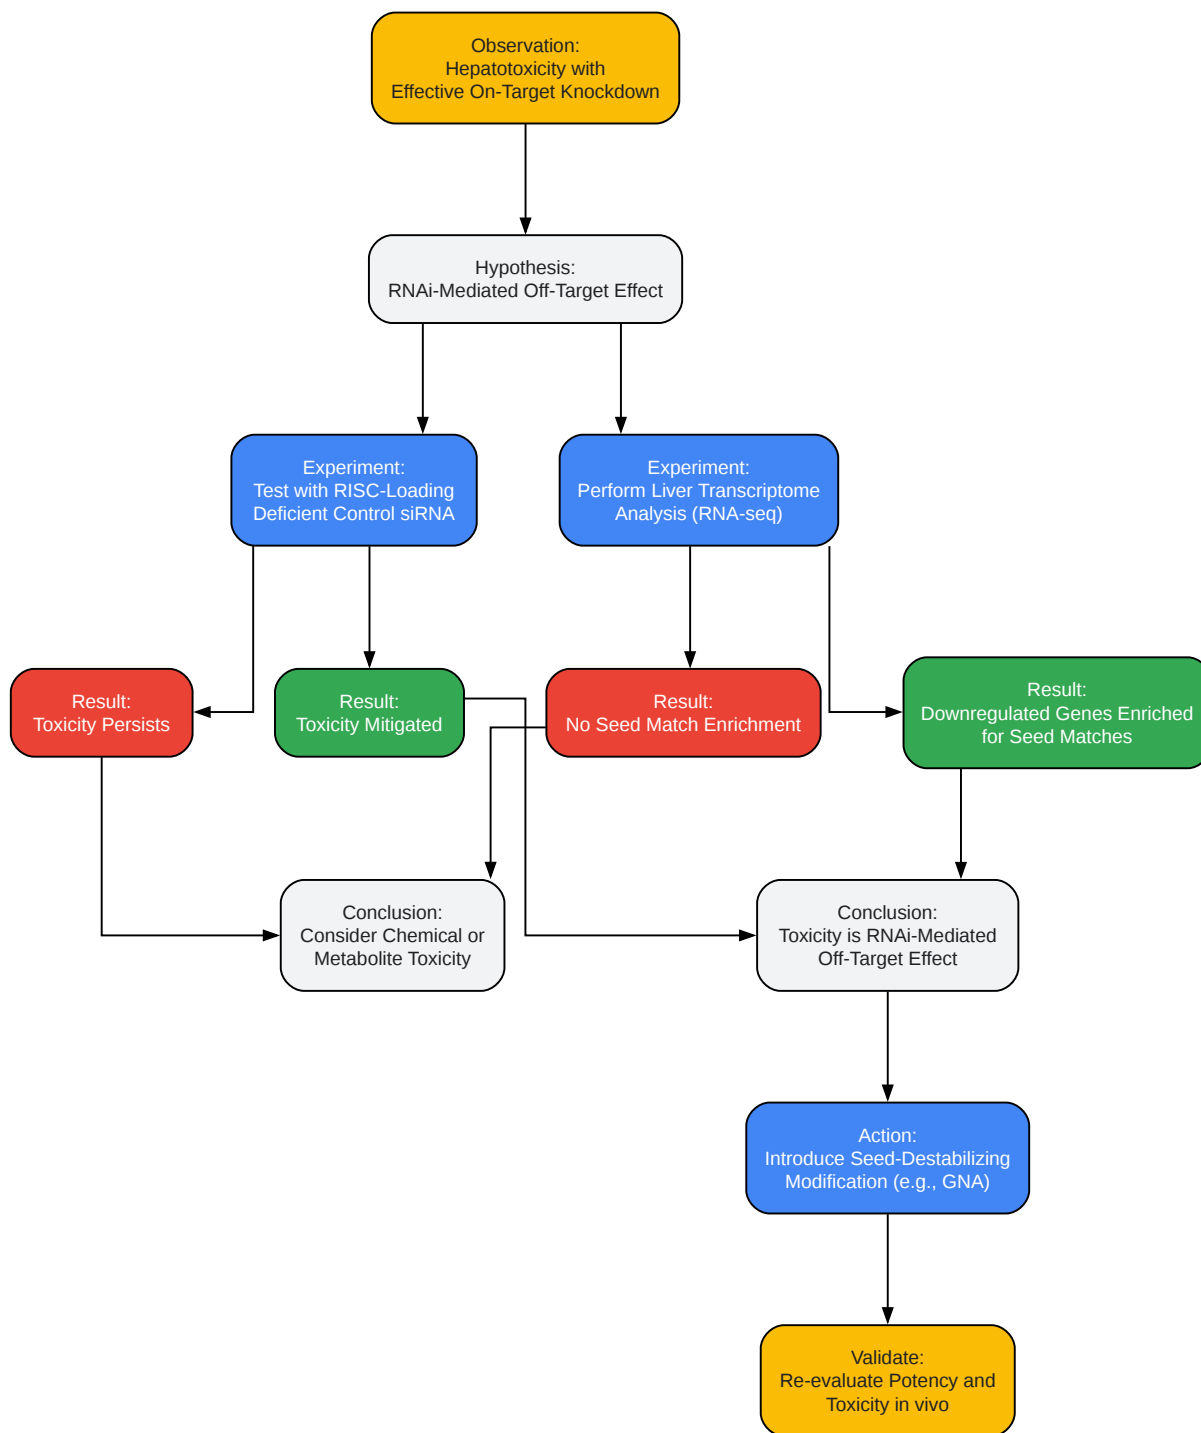 Observation:
Hepatotoxicity with
Effective On-Target Knockdown
Hypothesis:
RNAi-Mediated Off-Target Effect
Experiment:
Test with RISC-Loading
Deficient Control siRNA
Experiment:
Perform Liver Transcriptome
Analysis (RNA-seq)
Result:
Toxicity Persists
Result:
Toxicity Mitigated
Result:
No Seed Match Enrichment
Result:
Downregulated Genes Enriched
for Seed Matches
Conclusion:
Consider Chemical or
Metabolite Toxicity
Conclusion:
Toxicity is RNAi-Mediated
Off-Target Effect
Action:
Introduce Seed-Destabilizing
Modification (e.g., GNA)
Validate:
Re-evaluate Potency and
Toxicity in vivo